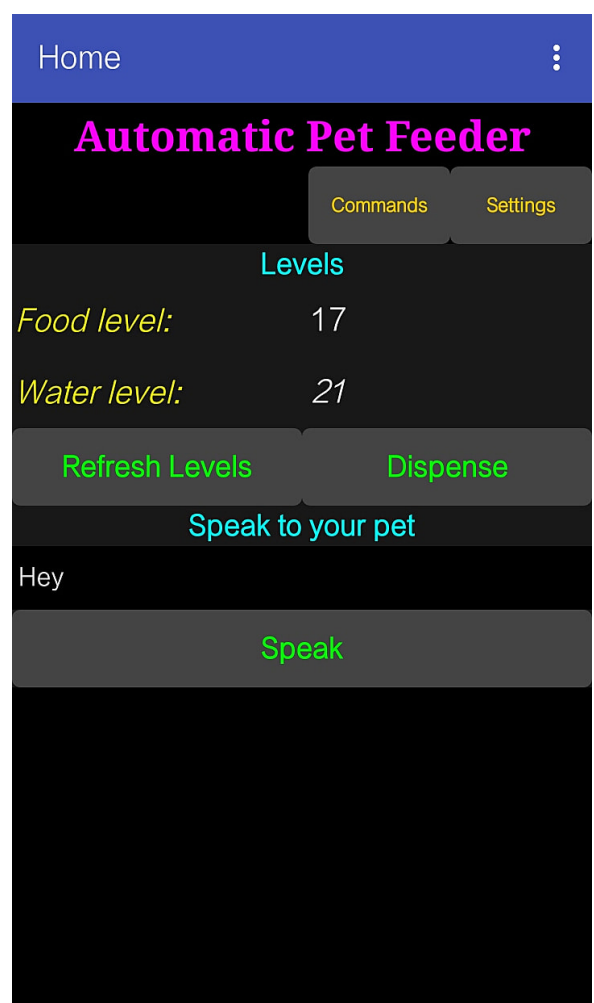 Home
Automatic Pet Feeder
Commands Settings
Levels
Food level: 17
Water level: 21
Refresh Levels Dispense
Speak to your pet
Hey
Speak